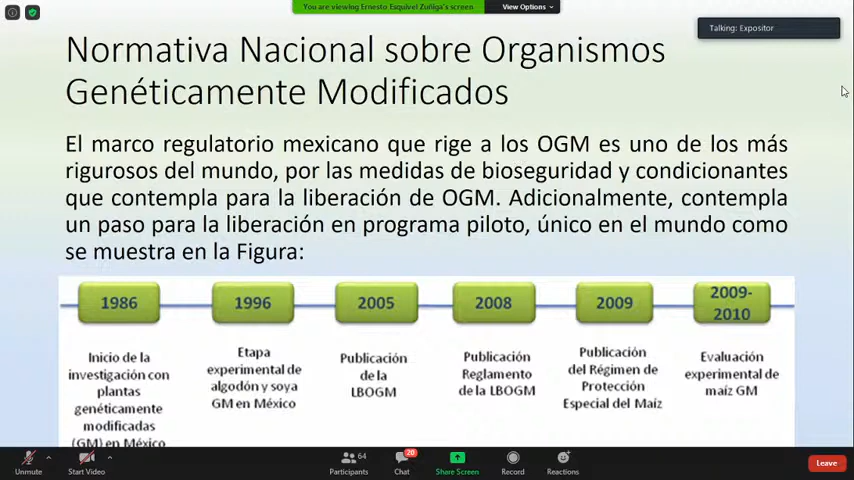 You are viewing Ernesto Esquivel Zuñiga's screen
View Options
Talking: Expositor
Normativa Nacional sobre Organismos
Genéticamente Modificados
El marco regulatorio mexicano que rige a los OGM es uno de los más
rigurosos del mundo, por las medidas de bioseguridad y condicionantes
que contempla para la liberación de OGM. Adicionalmente, contempla
un paso para la liberación en programa piloto, único en el mundo como
se muestra en la Figura:
1986
Inicio de la
investigación con
plantas
genéticamente
modificadas
(GM) en México
1996
Etapa
experimental de
algodón y soya
GM en México
2005
Publicación
de la
LBOGM
2008
Publicación
Reglamento
de la LBOGM
2009
Publicación
del Régimen de
Protección
Especial del Maíz
2009-
2010
Evaluación
experimental de
maíz GM
Unmute
Start Video
64
Participants
20
Chat
Share Screen
Record
Reactions
Leave